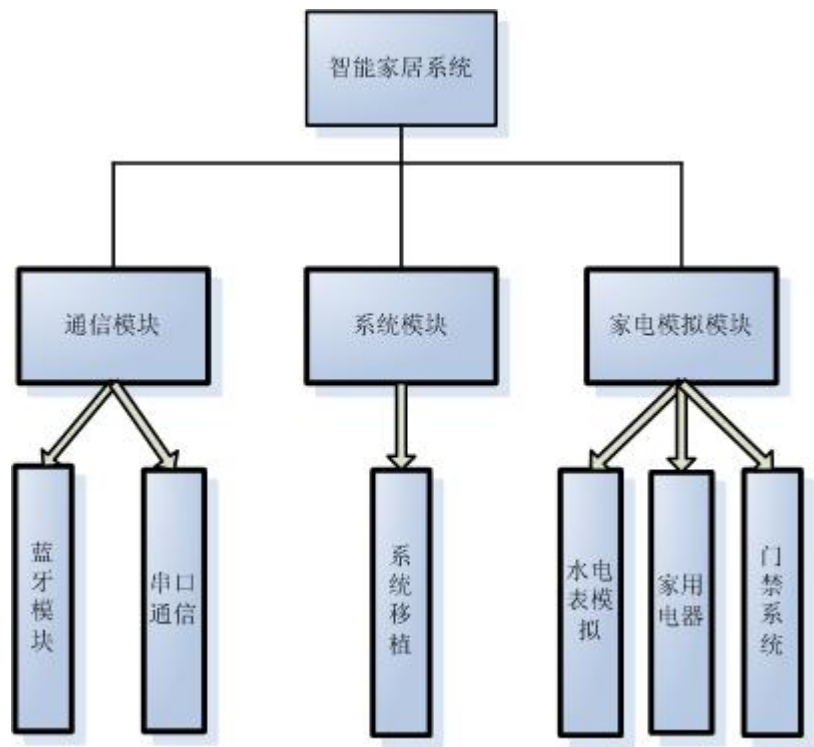 智能家居系统
通信模块
系统模块
家电模拟模块
蓝
牙
模
块
串口
通信
系
统
移
植
水电
表模
拟
家用
电器
门
禁
系
统